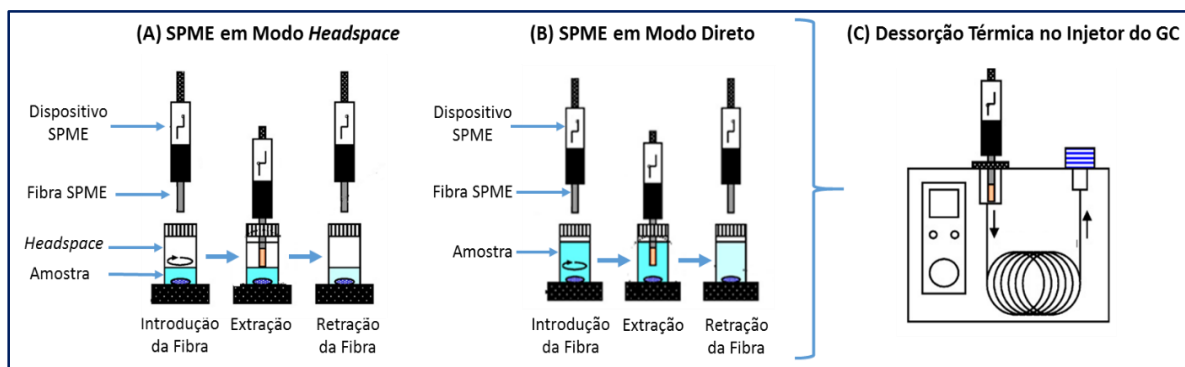 (A) SPME em Modo Headspace
Dispositivo
SPME
Fibra SPME
Headspace
Amostra
Introdução
da Fibra
Extração
Retração
da Fibra
(B) SPME em Modo Direto
Dispositivo
SPME
Fibra SPME
Amostra
Introdução
da Fibra
Extração
Retração
da Fibra
(C) Dessorção Térmica no Injetor do GC